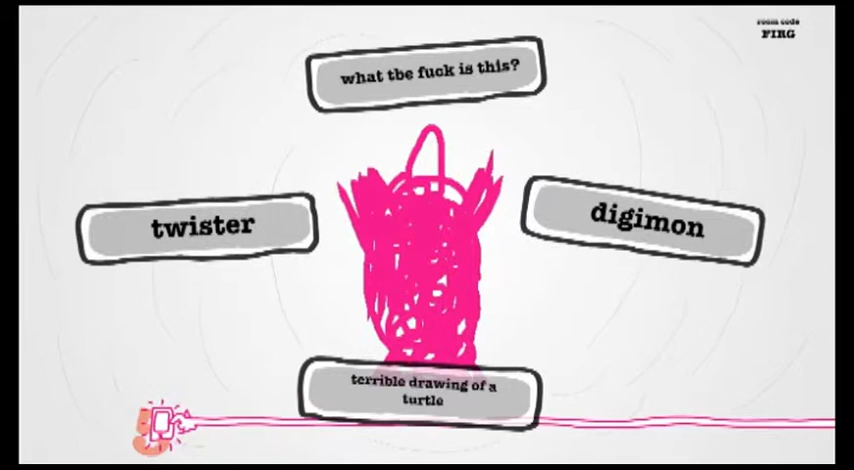 room code
FIRG
what tbe fuck is this?
twister
digimon
terrible drawing of a
turtle